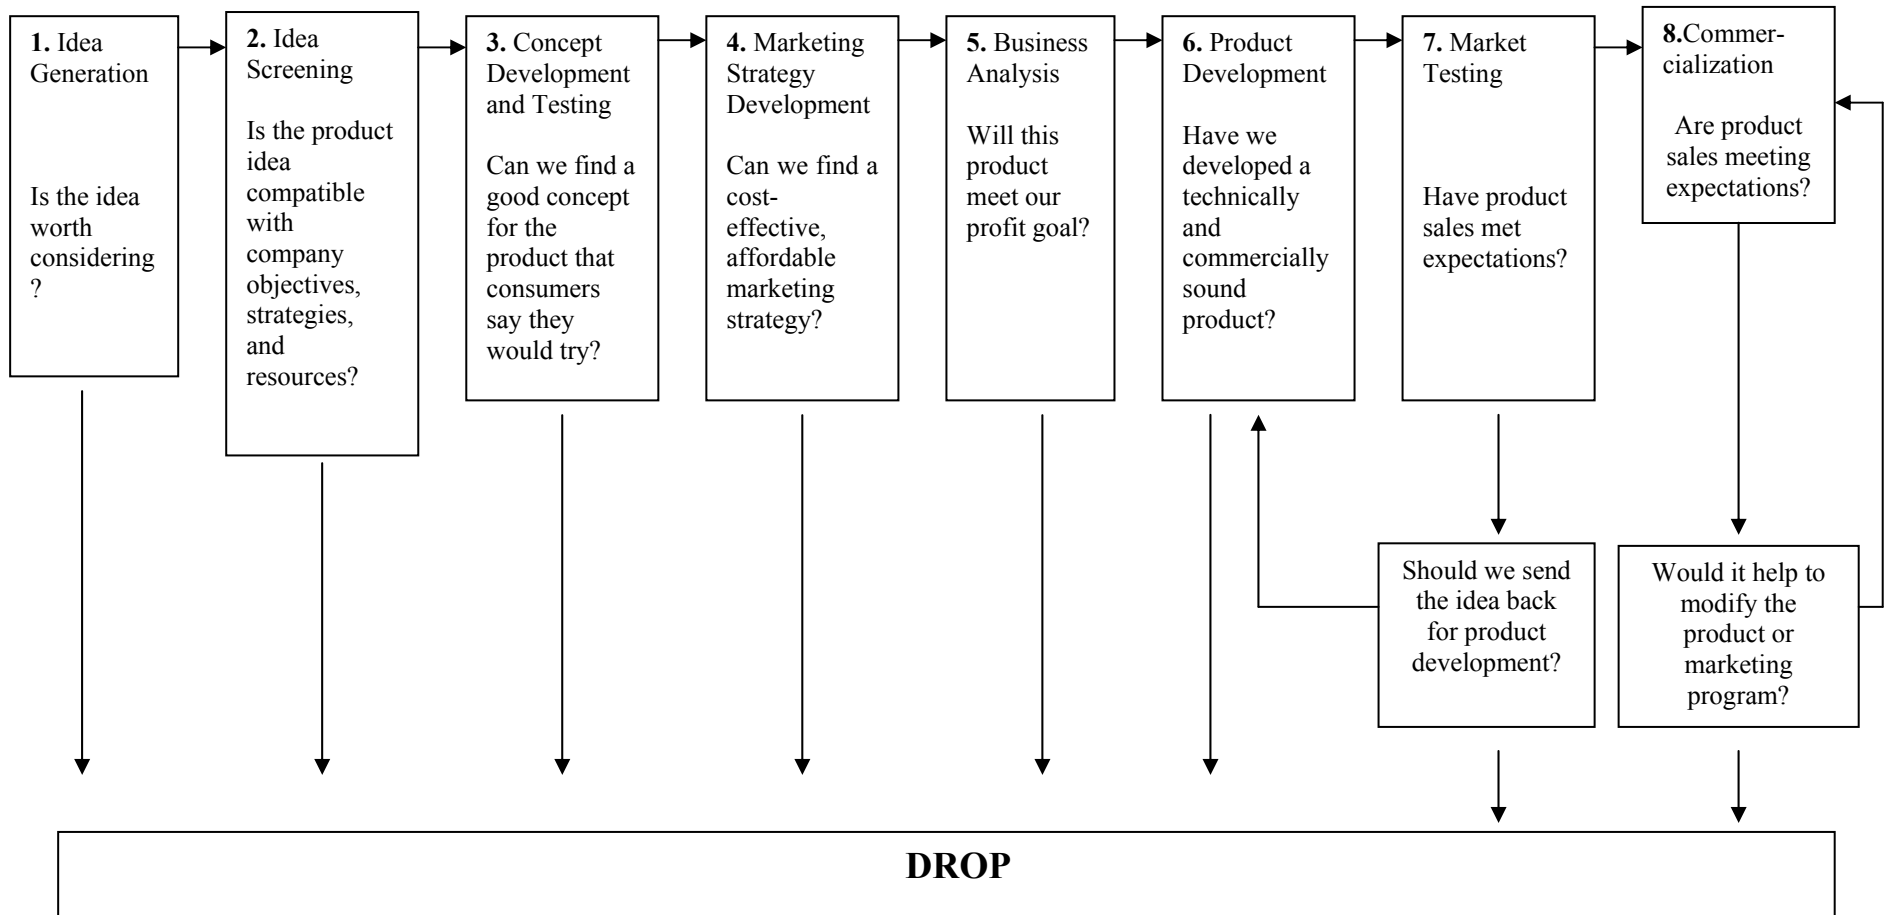 1. Idea
Generation
Is the idea
worth
considering
?
2. Idea
Screening
Is the product
idea
compatible
with
company
objectives,
strategies,
and
resources?
3. Concept
Development
and Testing
Can we find a
good concept
for the
product that
consumers
say they
would try?
4. Marketing
Strategy
Development
Can we find a
cost-
effective,
affordable
marketing
strategy?
5. Business
Analysis
Will this
product
meet our
profit goal?
6. Product
Development
Have we
developed a
technically
and
commercially
sound
product?
7. Market
Testing
Have product
sales met
expectations?
8.Commer-
cialization
Are product
sales meeting
expectations?
Should we send
the idea back
for product
development?
Would it help to
modify the
product or
marketing
program?
DROP